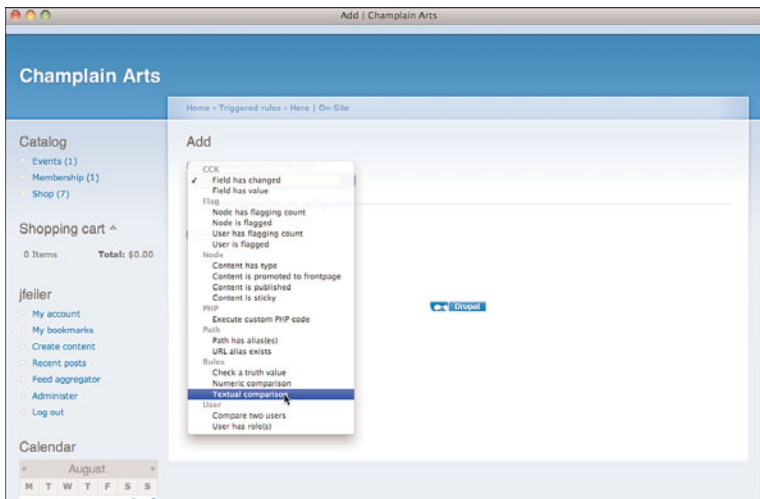 Add | Champlain Arts
Champlain Arts
Home › Triggered rules › Here | On-Site
Catalog
Events (1)
Membership (1)
Shop (7)
Shopping cart
0 Items Total: $0.00
jfeiler
My account
My bookmarks
Create content
Recent posts
Feed aggregator
Administer
Log out
Calendar
« August »
M T W T F S S
Add
CCK
✓ Field has changed
Field has value
Flag
Node has flagging count
Node is flagged
User has flagging count
User is flagged
Node
Content has type
Content is promoted to frontpage
Content is published
Content is sticky
PHP
Execute custom PHP code
Path
Path has alias(es)
URL alias exists
Rules
Check a truth value
Numeric comparison
Textual comparison
User
Compare two users
User has role(s)
Drupal